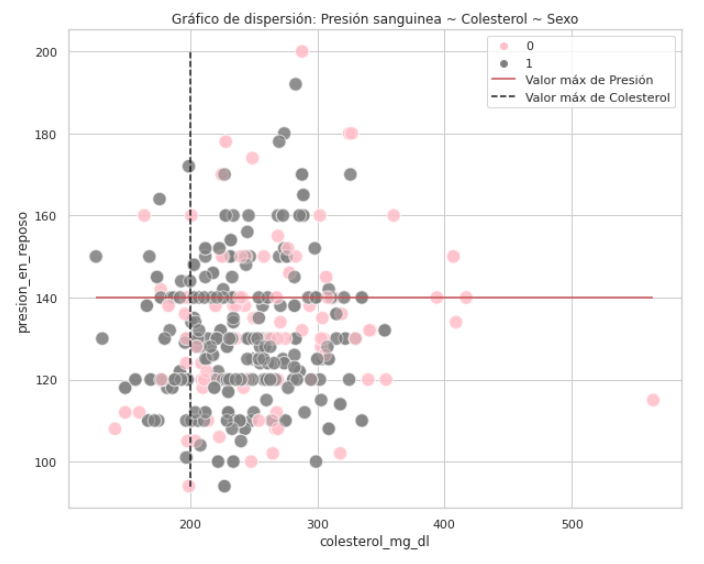 Gráfico de dispersión: Presión sanguinea ~ Colesterol ~ Sexo
0
1
Valor máx de Presión
Valor máx de Colesterol
200
180
160
140
120
100
presion_en_reposo
200
300
400
500
colesterol_mg_dl